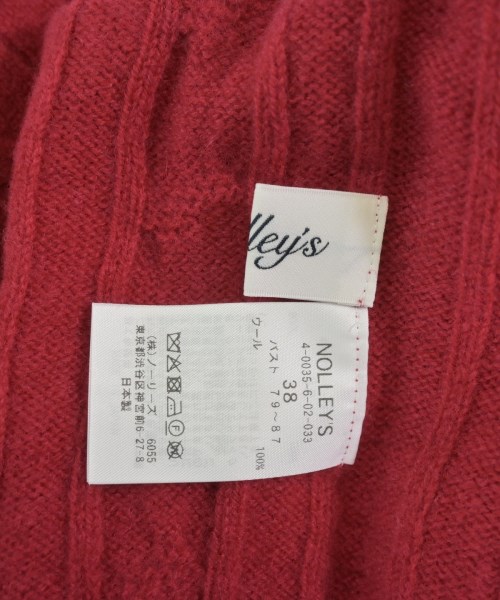 lley's
NOLLEY'S
4-0035-6-02-033
38
バスト 79～87
ウール 100%
(株)ノーリーズ 6055
東京都渋谷区神宮前6-27-8
日本製